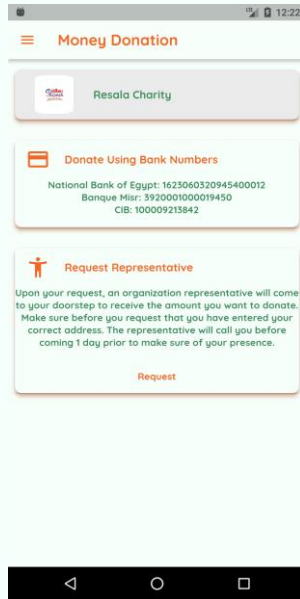 12:22
Money Donation
Resala Charity
Donate Using Bank Numbers
National Bank of Egypt: 1623060320945400012
Banque Misr: 3920001000019450
CIB: 100009213842
Request Representative
Upon your request, an organization representative will come
to your doorstep to receive the amount you want to donate.
Make sure before you request that you have entered your
correct address. The representative will call you before
coming 1 day prior to make sure of your presence.
Request